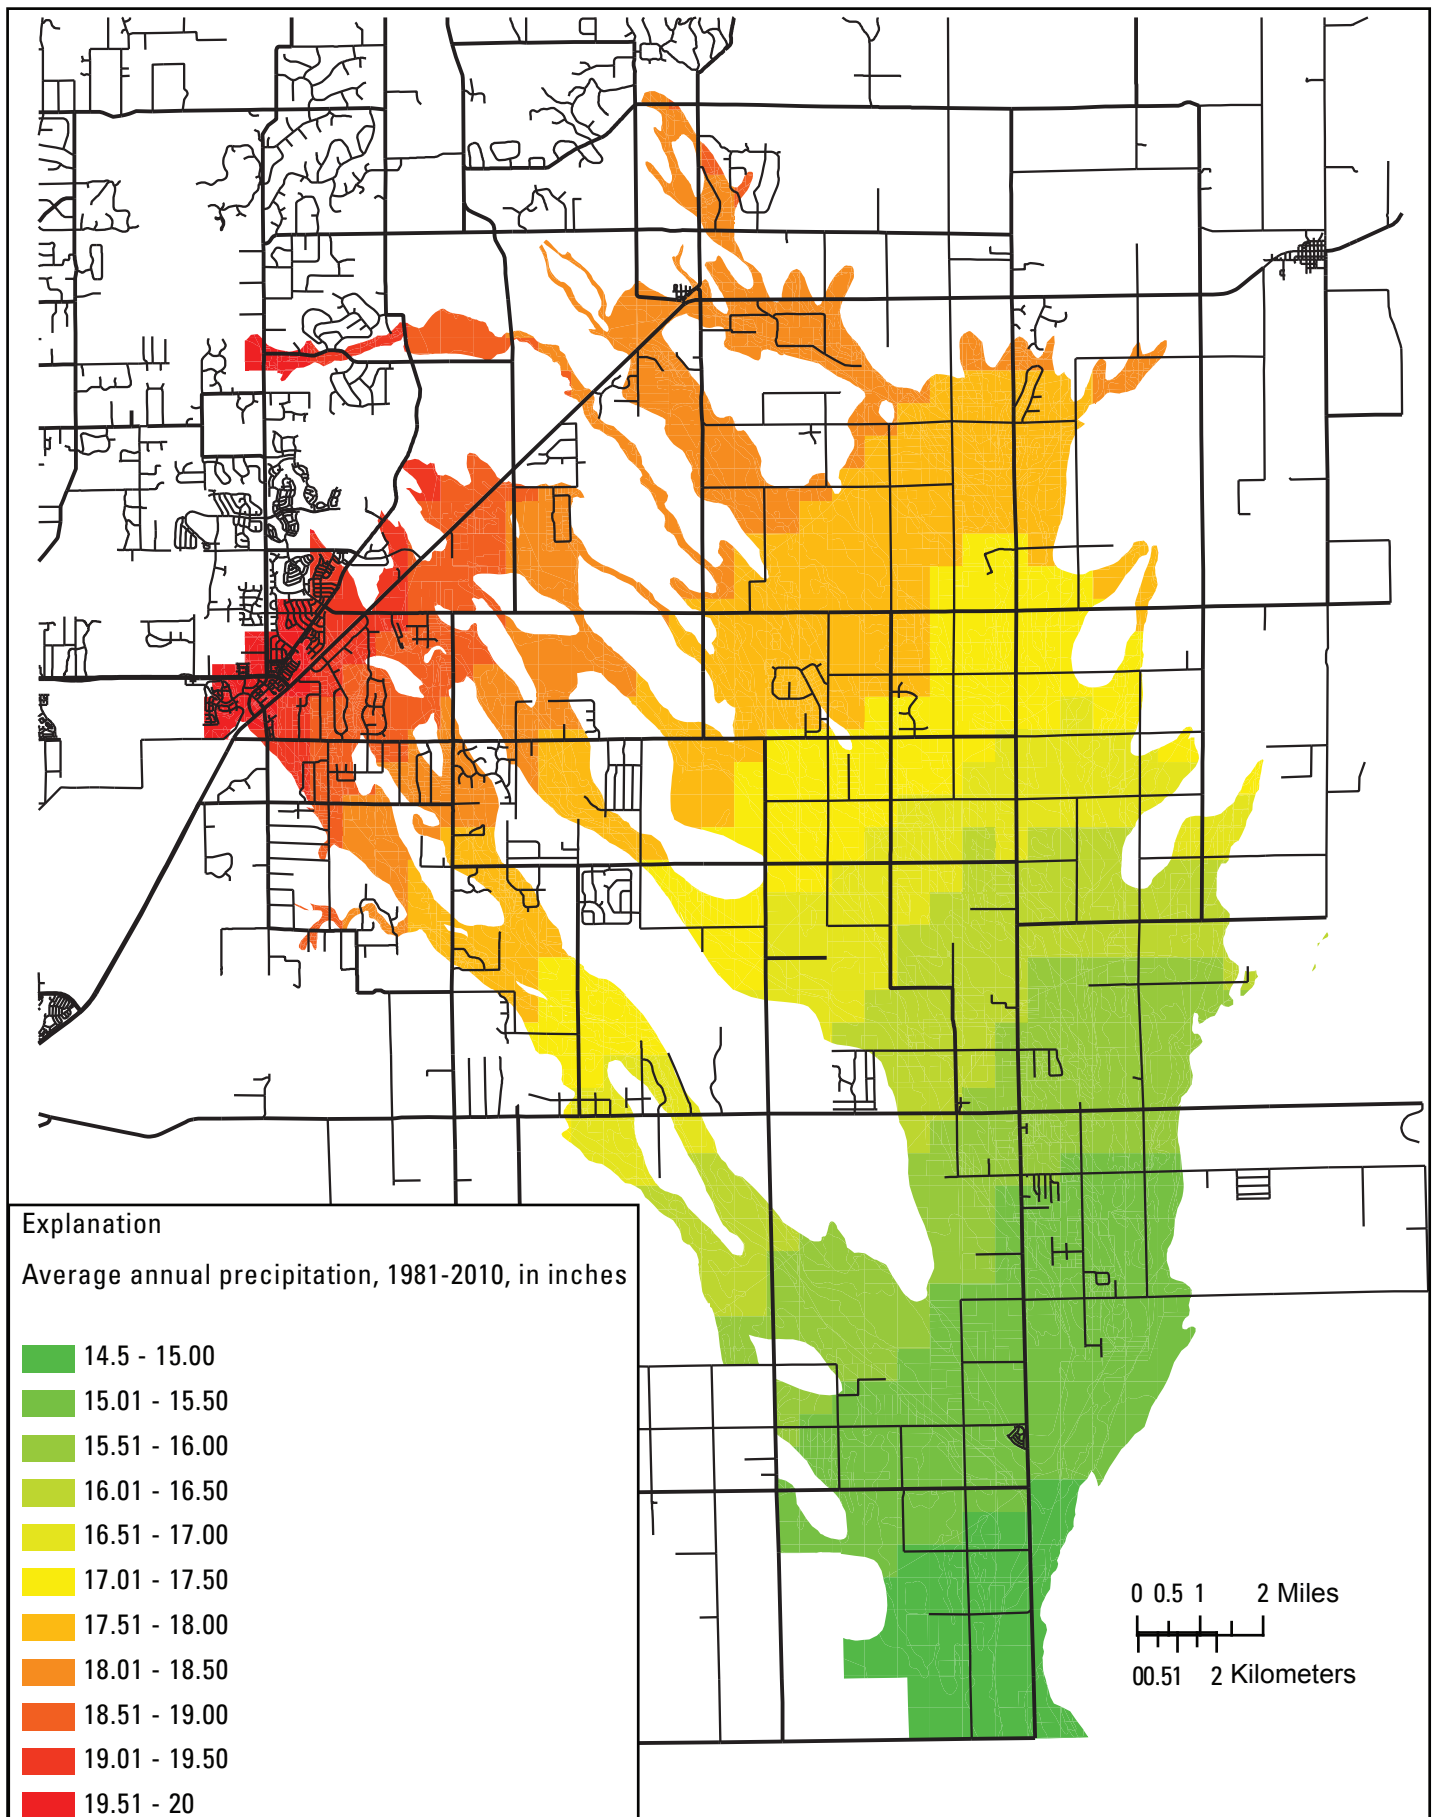 Explanation
Average annual precipitation, 1981-2010, in inches
14.5 - 15.00
15.01 - 15.50
15.51 - 16.00
16.01 - 16.50
16.51 - 17.00
17.01 - 17.50
17.51 - 18.00
18.01 - 18.50
18.51 - 19.00
19.01 - 19.50
19.51 - 20
0 0.5 1 2 Miles
00.51 2 Kilometers